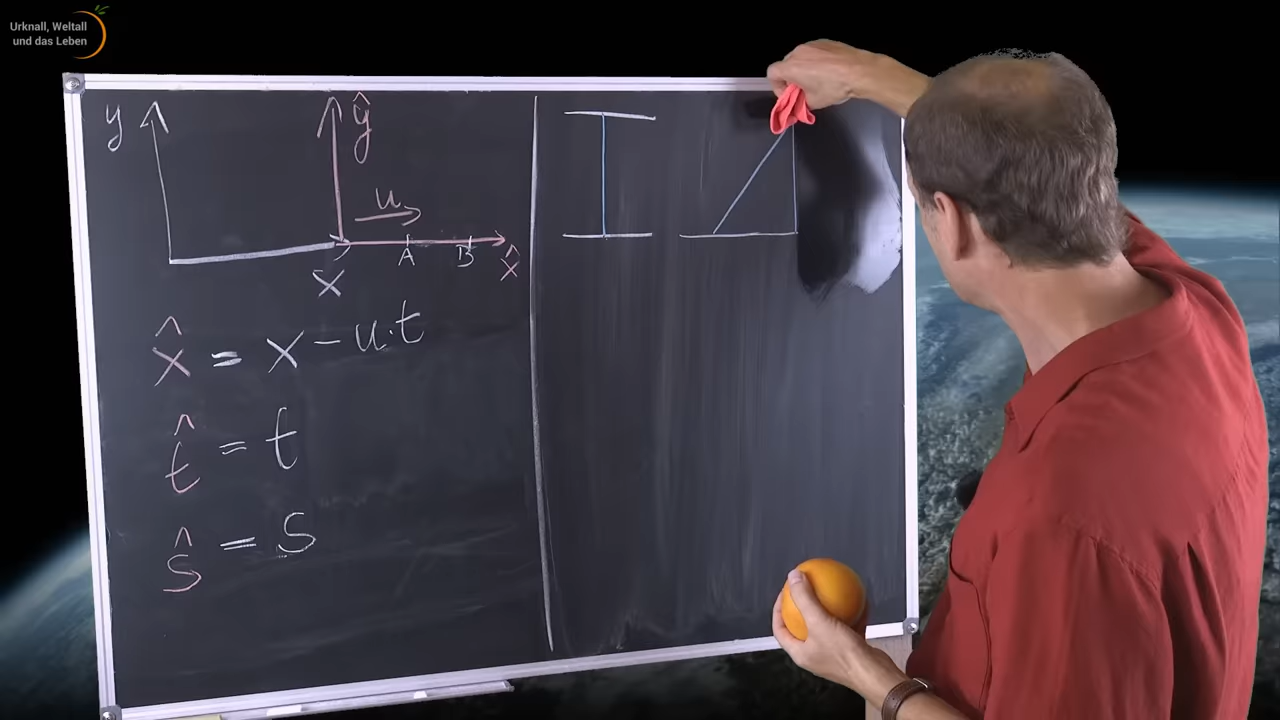 Urknall, Weltall
und das Leben
y
ŷ
u
x
A
B
x̂
x̂ = x - u·t
t̂ = t
ŝ = s